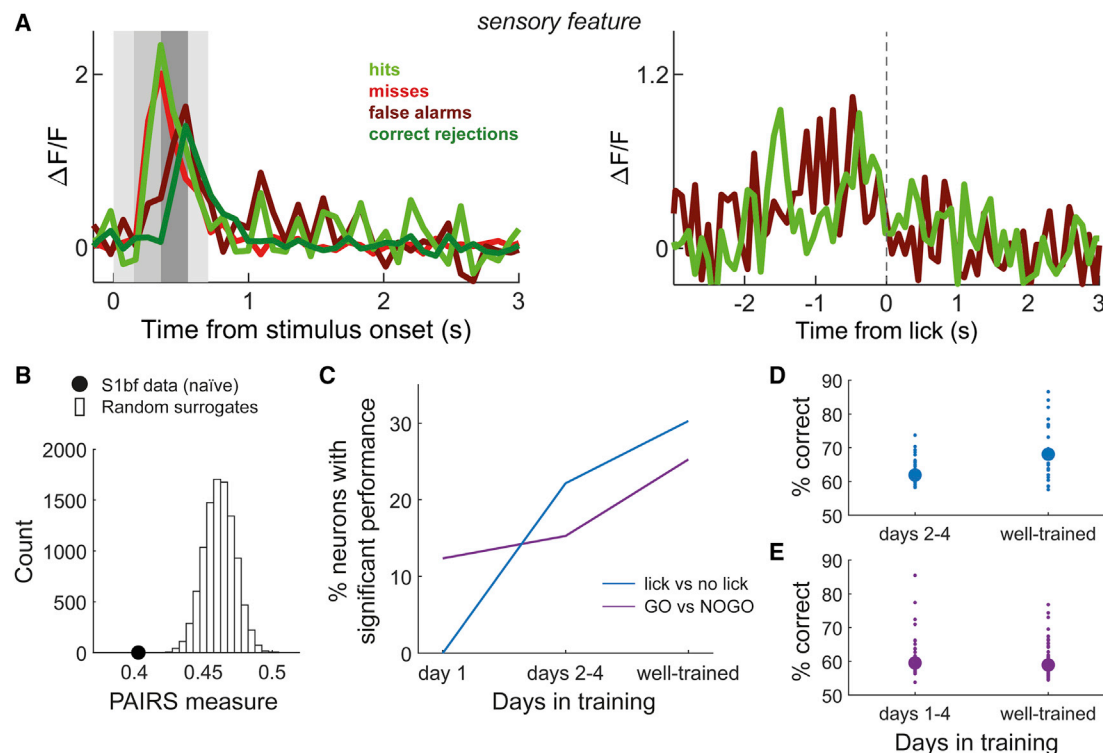 A
sensory feature
ΔF/F
2
0
hits
misses
false alarms
correct rejections
0 1 2 3
Time from stimulus onset (s)
ΔF/F
1.2
0
-2 -1 0 1 2 3
Time from lick (s)
B
S1bf data (naïve)
Random surrogates
Count
2000
1500
1000
500
0
0.4 0.45 0.5
PAIRS measure
C
% neurons with
significant performance
30
20
10
0
lick vs no lick
GO vs NOGO
day 1 days 2-4 well-trained
Days in training
D
% correct
90
80
70
60
50
days 2-4 well-trained
E
% correct
90
80
70
60
50
days 1-4 well-trained
Days in training